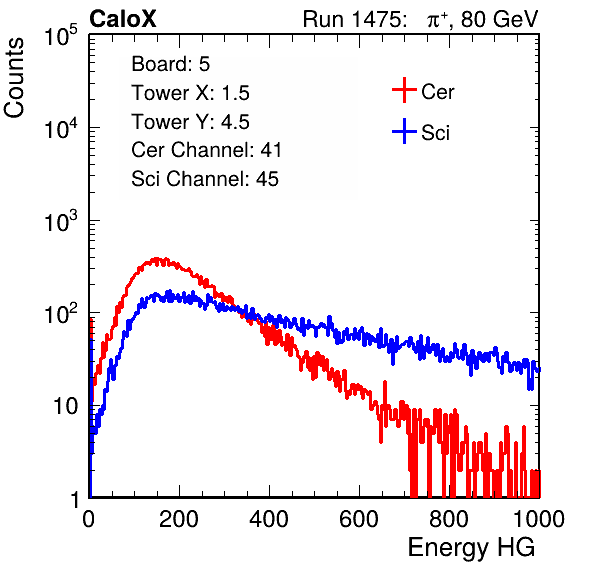 CaloX Run 1475: π⁺, 80 GeV
Counts
Board: 5
Tower X: 1.5
Tower Y: 4.5
Cer Channel: 41
Sci Channel: 45
Cer
Sci
10⁵
10⁴
10³
10²
10
1
0 200 400 600 800 1000
Energy HG